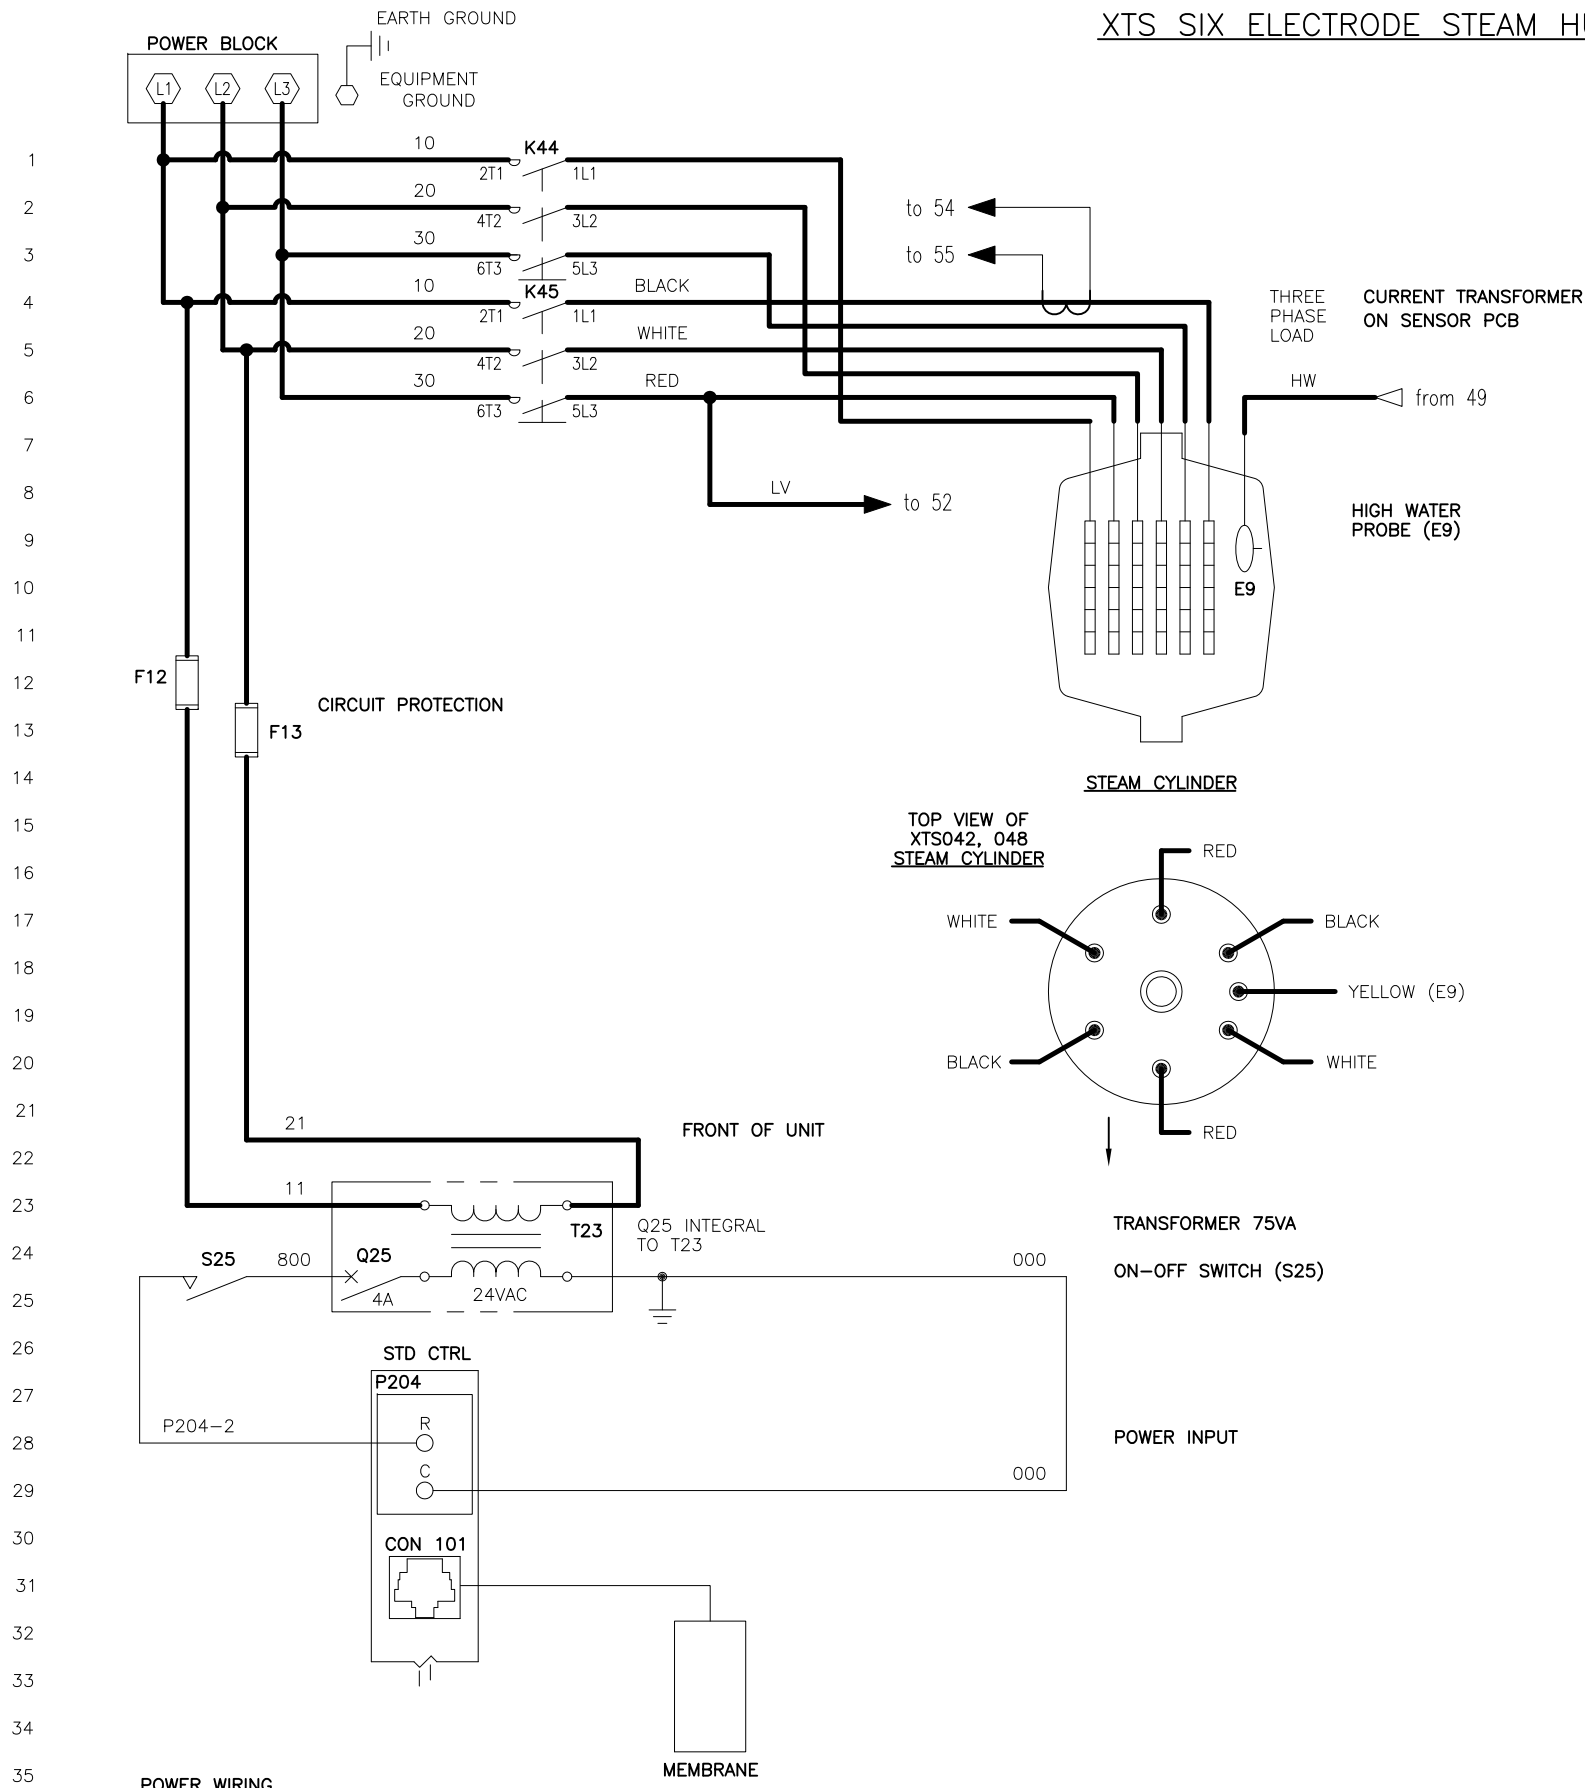 XTS SIX ELECTRODE STEAM
EARTH GROUND
POWER BLOCK
L1 L2 L3
EQUIPMENT
GROUND
1 10 K44
2T1 1L1
2 20 to 54
4T2 3L2
3 30 to 55
6T3 5L3
4 10 K45 BLACK THREE PHASE LOAD CURRENT TRANSFORMER
ON SENSOR PCB
2T1 1L1
5 20 WHITE
4T2 3L2
6 30 RED HW from 49
6T3 5L3
7
8 LV to 52
HIGH WATER
PROBE (E9)
9
10 E9
11
12 F12
CIRCUIT PROTECTION
13 F13
14 STEAM CYLINDER
15 TOP VIEW OF
XTS042, 048
STEAM CYLINDER
RED
16
17 WHITE BLACK
18
YELLOW (E9)
19
20 BLACK WHITE
21 21 FRONT OF UNIT RED
22
23 11 T23 Q25 INTEGRAL
TO T23
TRANSFORMER 75VA
24 S25 800 Q25 000
ON-OFF SWITCH (S25)
25 4A 24VAC
26 STD CTRL
27 P204
28 P204-2 R POWER INPUT
29 C 000
30 CON 101
31
32
33
34
35 MEMBRANE
POWER WIRING